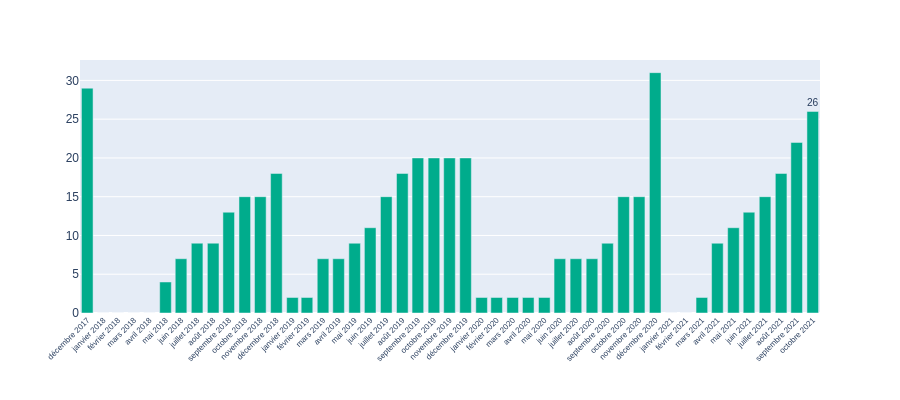 30
25
20
15
10
5
0
26
décembre 2017
janvier 2018
février 2018
mars 2018
avril 2018
mai 2018
juin 2018
juillet 2018
août 2018
septembre 2018
octobre 2018
novembre 2018
décembre 2018
janvier 2019
février 2019
mars 2019
avril 2019
mai 2019
juin 2019
juillet 2019
août 2019
septembre 2019
octobre 2019
novembre 2019
décembre 2019
janvier 2020
février 2020
mars 2020
avril 2020
mai 2020
juin 2020
juillet 2020
août 2020
septembre 2020
octobre 2020
novembre 2020
décembre 2020
janvier 2021
février 2021
mars 2021
avril 2021
mai 2021
juin 2021
juillet 2021
août 2021
septembre 2021
octobre 2021